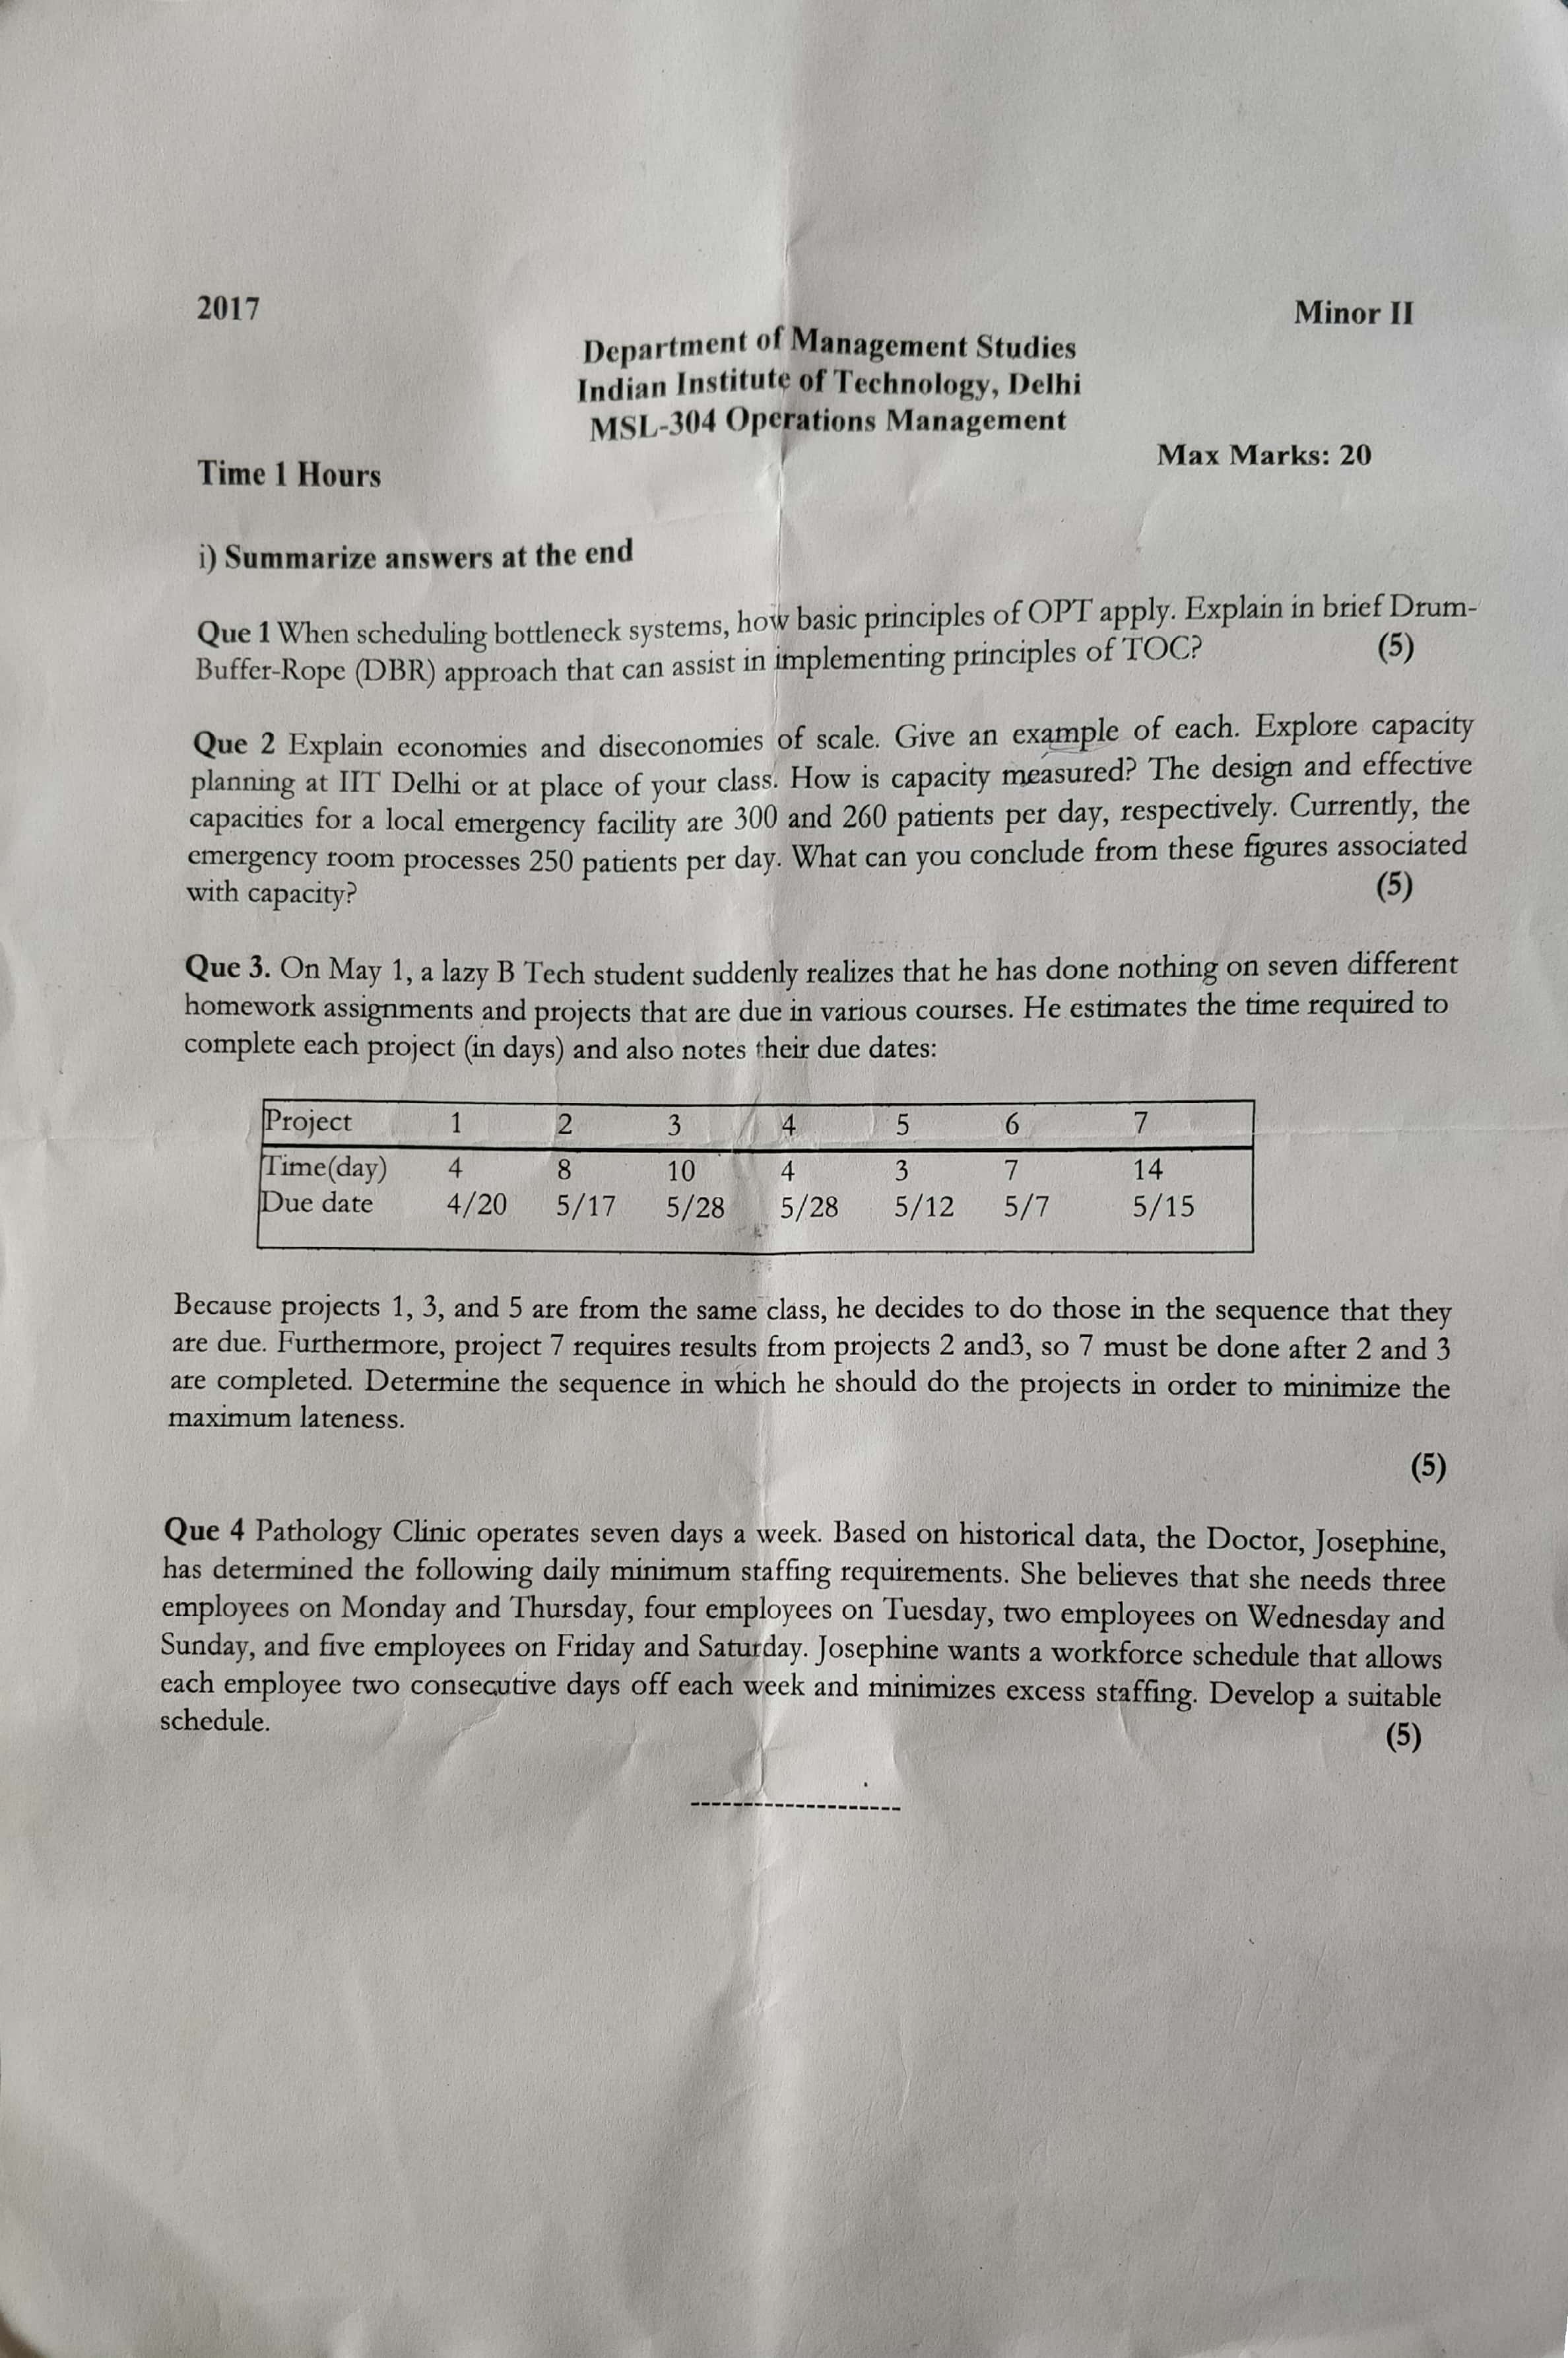 2017
Minor II
Department of Management Studies
Indian Institute of Technology, Delhi
MSL-304 Operations Management
Max Marks: 20
Time 1 Hours
i) Summarize answers at the end
Que 1 When scheduling bottleneck systems, how basic principles of OPT apply. Explain in brief Drum-
Buffer-Rope (DBR) approach that can assist in implementing principles of TOC? (5)
Que 2 Explain economies and diseconomies of scale. Give an example of each. Explore capacity
planning at IIT Delhi or at place of your class. How is capacity measured? The design and effective
capacities for a local emergency facility are 300 and 260 patients per day, respectively. Currently, the
emergency room processes 250 patients per day. What can you conclude from these figures associated
with capacity? (5)
Que 3. On May 1, a lazy B Tech student suddenly realizes that he has done nothing on seven different
homework assignments and projects that are due in various courses. He estimates the time required to
complete each project (in days) and also notes their due dates:
Project 1 2 3 4 5 6 7
Time(day) 4 8 10 4 3 7 14
Due date 4/20 5/17 5/28 5/28 5/12 5/7 5/15
Because projects 1, 3, and 5 are from the same class, he decides to do those in the sequence that they
are due. Furthermore, project 7 requires results from projects 2 and3, so 7 must be done after 2 and 3
are completed. Determine the sequence in which he should do the projects in order to minimize the
maximum lateness.
(5)
Que 4 Pathology Clinic operates seven days a week. Based on historical data, the Doctor, Josephine,
has determined the following daily minimum staffing requirements. She believes that she needs three
employees on Monday and Thursday, four employees on Tuesday, two employees on Wednesday and
Sunday, and five employees on Friday and Saturday. Josephine wants a workforce schedule that allows
each employee two consecutive days off each week and minimizes excess staffing. Develop a suitable
schedule. (5)
--------------------